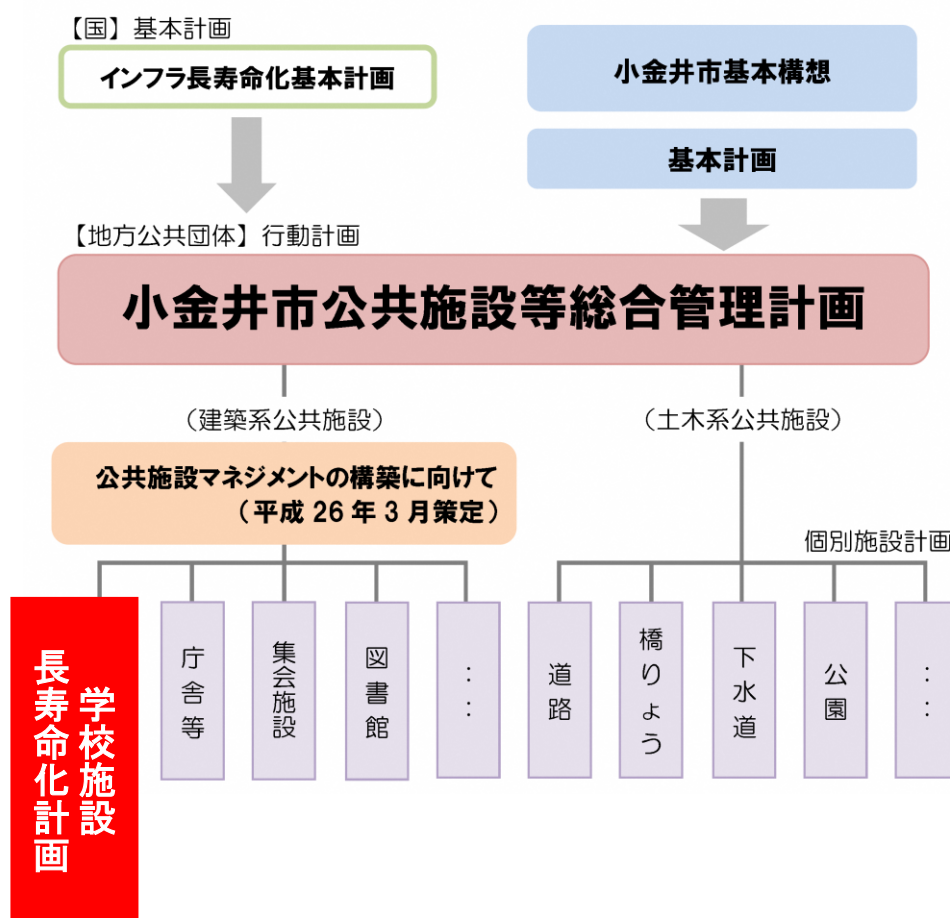 【国】基本計画
インフラ長寿命化基本計画
小金井市基本構想
基本計画
【地方公共団体】行動計画
小金井市公共施設等総合管理計画
（建築系公共施設）
（土木系公共施設）
公共施設マネジメントの構築に向けて
（平成 26 年 3 月策定）
個別施設計画
学校施設
長寿命化計画
庁舎等
集会施設
図書館
：：
道路
橋りょう
下水道
公園
：：